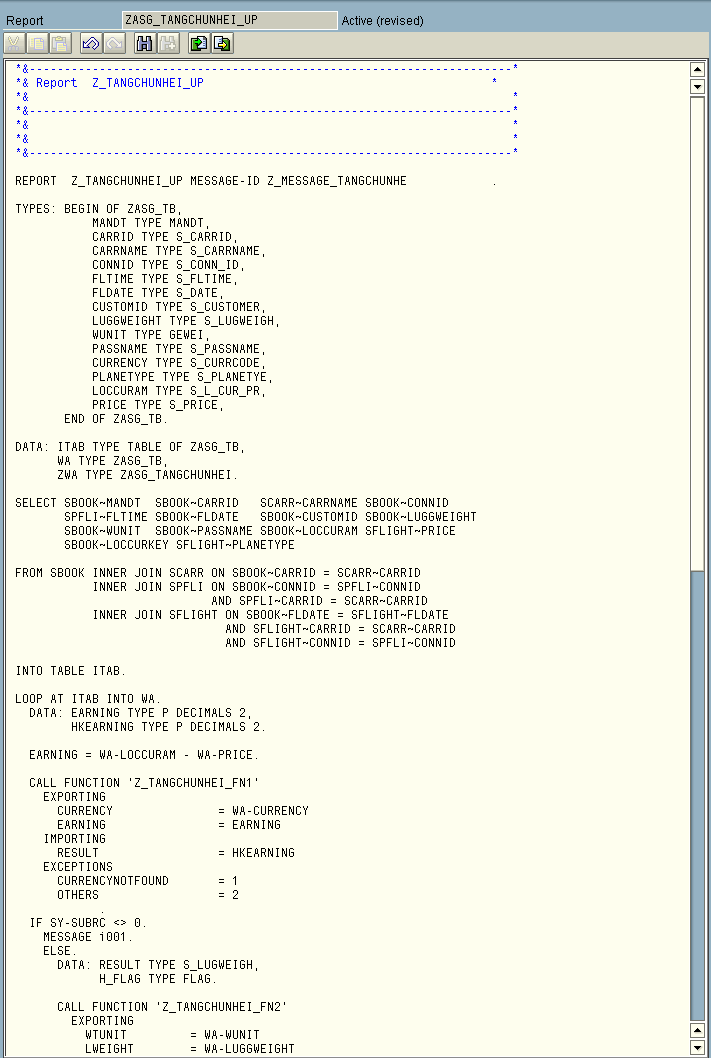 Report ZASG_TANGCHUNHEI_UP Active (revised)
*&---------------------------------------------------------------------*
*& Report  Z_TANGCHUNHEI_UP                                         *
*&                                                                     *
*&---------------------------------------------------------------------*
*&                                                                     *
*&                                                                     *
*&---------------------------------------------------------------------*
REPORT  Z_TANGCHUNHEI_UP MESSAGE-ID Z_MESSAGE_TANGCHUNHE            .
TYPES: BEGIN OF ZASG_TB,
           MANDT TYPE MANDT,
           CARRID TYPE S_CARRID,
           CARRNAME TYPE S_CARRNAME,
           CONNID TYPE S_CONN_ID,
           FLTIME TYPE S_FLTIME,
           FLDATE TYPE S_DATE,
           CUSTOMID TYPE S_CUSTOMER,
           LUGGWEIGHT TYPE S_LUGWEIGH,
           WUNIT TYPE GEWEI,
           PASSNAME TYPE S_PASSNAME,
           CURRENCY TYPE S_CURRCODE,
           PLANETYPE TYPE S_PLANETYE,
           LOCCURAM TYPE S_L_CUR_PR,
           PRICE TYPE S_PRICE,
       END OF ZASG_TB.
DATA: ITAB TYPE TABLE OF ZASG_TB,
      WA TYPE ZASG_TB,
      ZWA TYPE ZASG_TANGCHUNHEI.
SELECT SBOOK~MANDT  SBOOK~CARRID   SCARR~CARRNAME SBOOK~CONNID
       SPFLI~FLTIME SBOOK~FLDATE   SBOOK~CUSTOMID SBOOK~LUGGWEIGHT
       SBOOK~WUNIT  SBOOK~PASSNAME SBOOK~LOCCURAM SFLIGHT~PRICE
       SBOOK~LOCCURKEY SFLIGHT~PLANETYPE
FROM SBOOK INNER JOIN SCARR ON SBOOK~CARRID = SCARR~CARRID
           INNER JOIN SPFLI ON SBOOK~CONNID = SPFLI~CONNID
                            AND SPFLI~CARRID = SCARR~CARRID
           INNER JOIN SFLIGHT ON SBOOK~FLDATE = SFLIGHT~FLDATE
                              AND SFLIGHT~CARRID = SCARR~CARRID
                              AND SFLIGHT~CONNID = SPFLI~CONNID
INTO TABLE ITAB.
LOOP AT ITAB INTO WA.
  DATA: EARNING TYPE P DECIMALS 2,
        HKEARNING TYPE P DECIMALS 2.
  EARNING = WA-LOCCURAM - WA-PRICE.
  CALL FUNCTION 'Z_TANGCHUNHEI_FN1'
    EXPORTING
      CURRENCY               = WA-CURRENCY
      EARNING                = EARNING
    IMPORTING
      RESULT                 = HKEARNING
    EXCEPTIONS
      CURRENCYNOTFOUND       = 1
      OTHERS                 = 2
            .
  IF SY-SUBRC <> 0.
    MESSAGE i001.
    ELSE.
      DATA: RESULT TYPE S_LUGWEIGH,
            H_FLAG TYPE FLAG.
      CALL FUNCTION 'Z_TANGCHUNHEI_FN2'
        EXPORTING
          WTUNIT         = WA-WUNIT
          LWEIGHT        = WA-LUGGWEIGHT